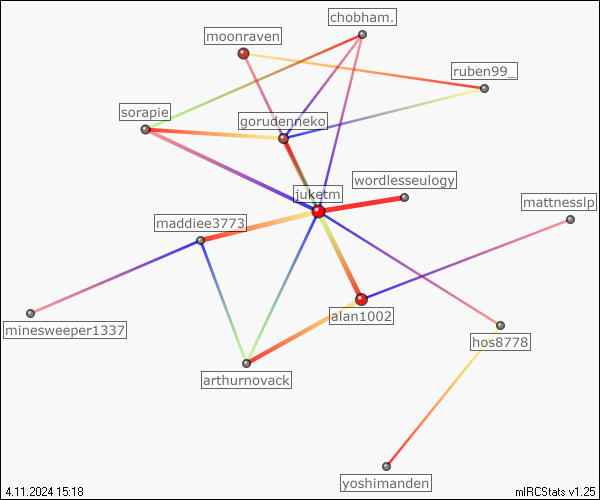 chobham.
moonraven
ruben99_
sorapie
gorudenneko
wordlesseulogy
juketm
mattnesslp
maddiee3773
alan1002
minesweeper1337
hos8778
arthurnovack
yoshimanden
4.11.2024 15:18
mIRCStats v1.25